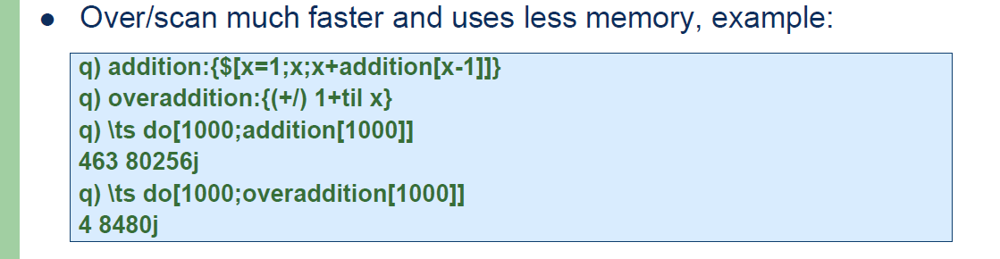 ● Over/scan much faster and uses less memory, example:
q) addition:{$[x=1;x;x+addition[x-1]]}
q) overaddition:{(+/) 1+til x}
q) \ts do[1000;addition[1000]]
463 80256j
q) \ts do[1000;overaddition[1000]]
4 8480j